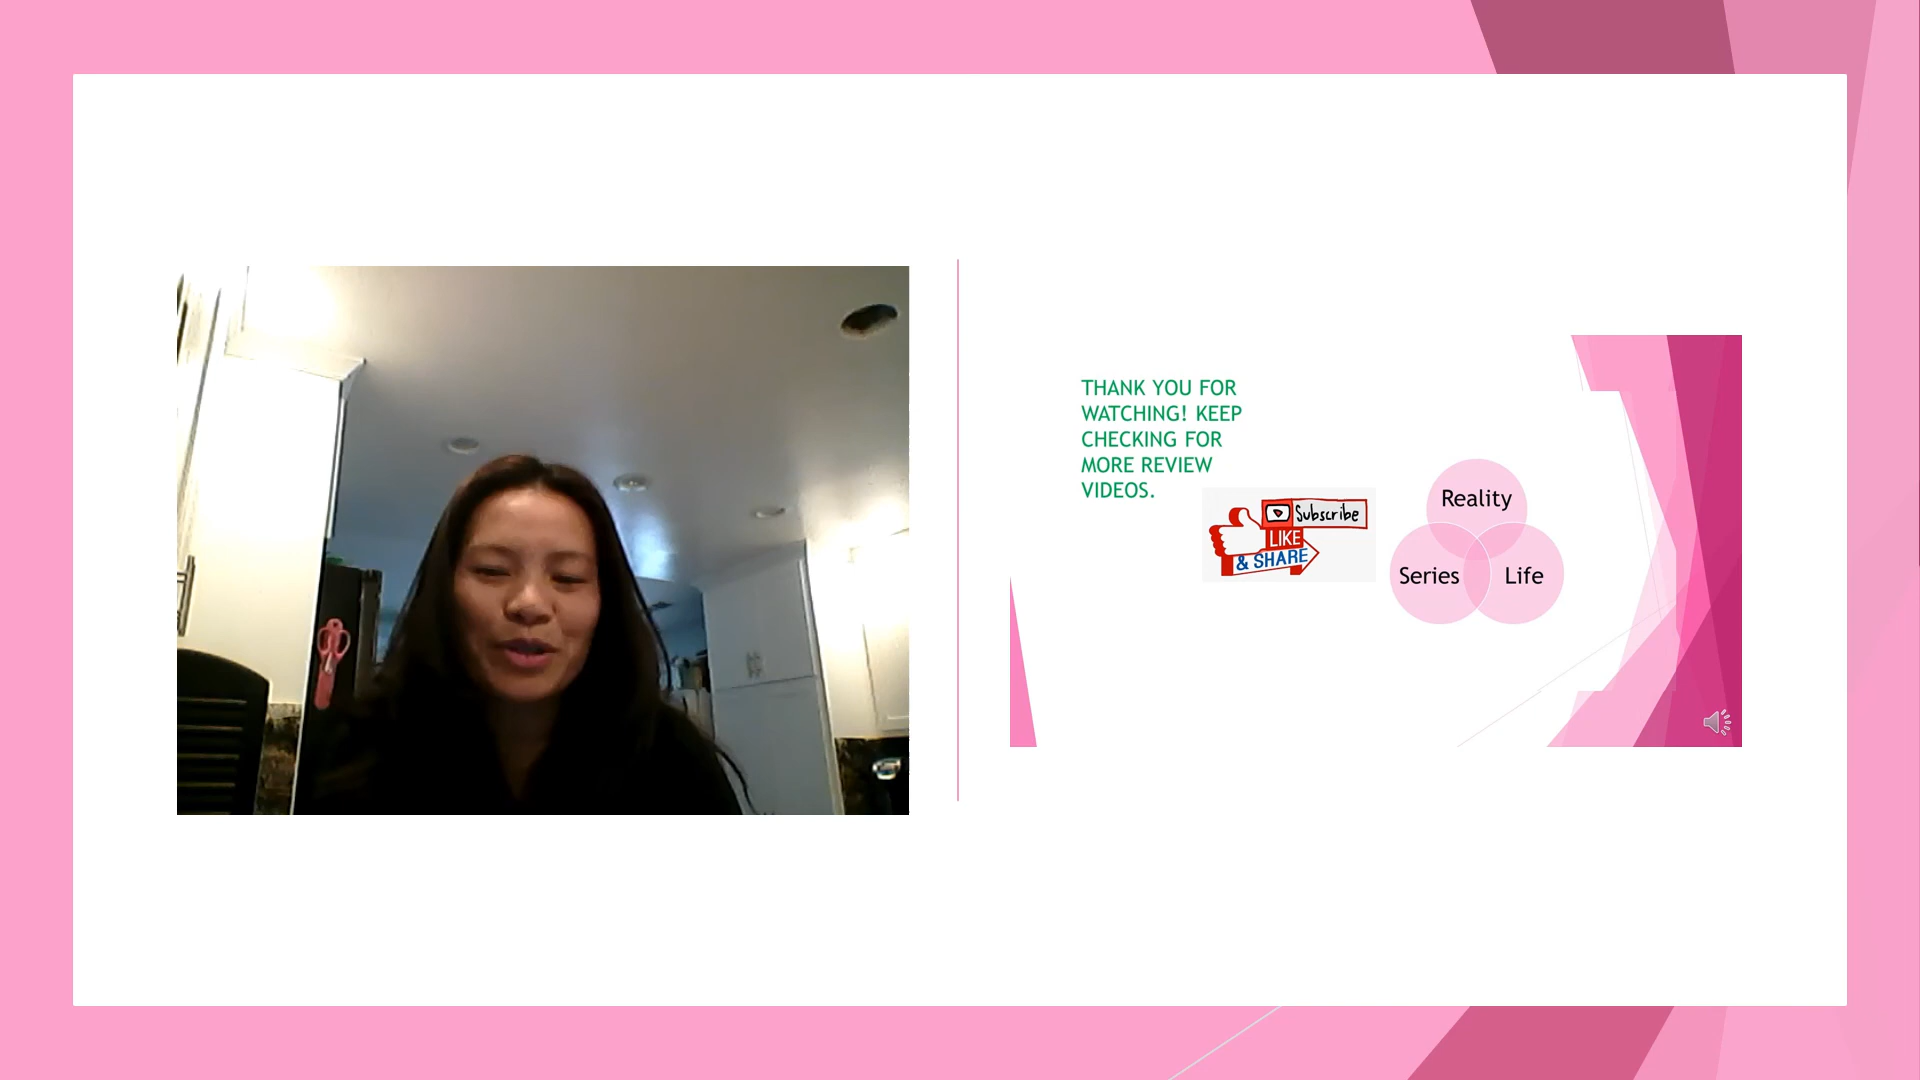 THANK YOU FOR
WATCHING! KEEP
CHECKING FOR
MORE REVIEW
VIDEOS.
Subscribe
LIKE
& SHARE
Reality
Series
Life